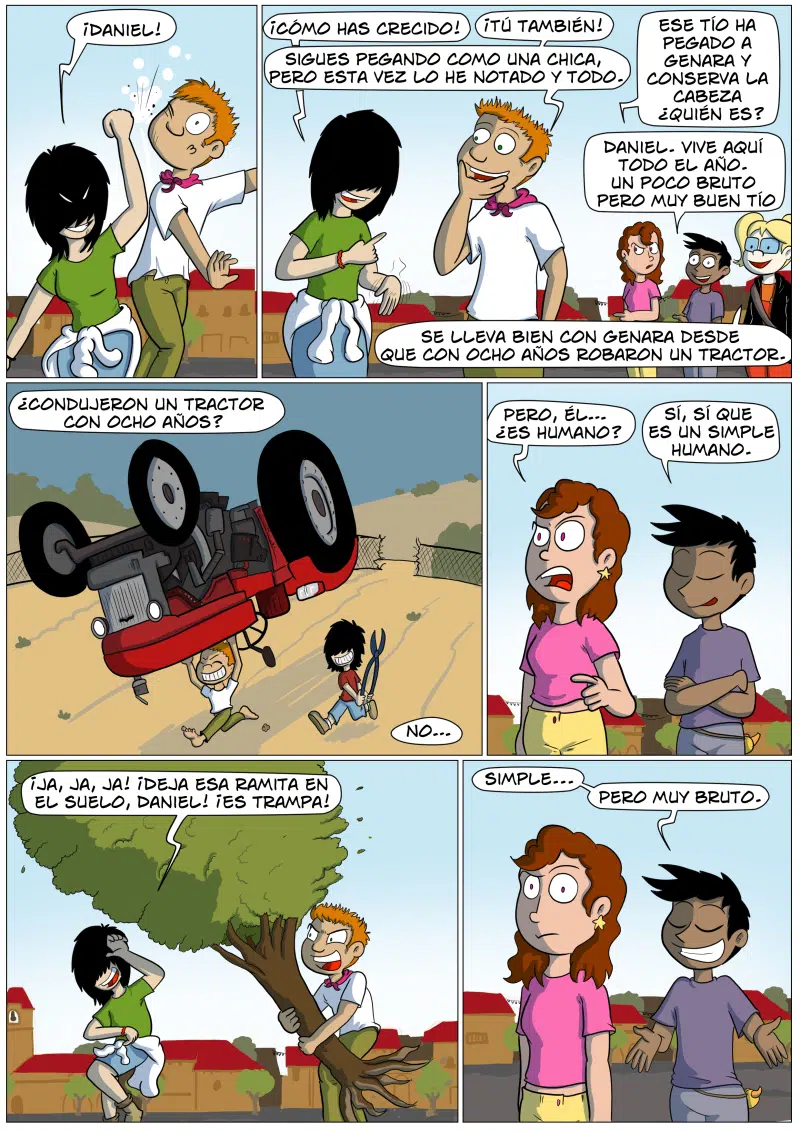 ¡DANIEL!
¡CÓMO HAS CRECIDO!
¡TÚ TAMBIÉN!
SIGUES PEGANDO COMO UNA CHICA,
PERO ESTA VEZ LO HE NOTADO Y TODO.
ESE TÍO HA
PEGADO A
GENARA Y
CONSERVA LA
CABEZA
¿QUIÉN ES?
DANIEL. VIVE AQUÍ
TODO EL AÑO.
UN POCO BRUTO
PERO MUY BUEN TÍO
SE LLEVA BIEN CON GENARA DESDE
QUE CON OCHO AÑOS ROBARON UN TRACTOR.
¿CONDUJERON UN TRACTOR
CON OCHO AÑOS?
NO...
PERO, ÉL...
¿ES HUMANO?
SÍ, SÍ QUE
ES UN SIMPLE
HUMANO.
¡JA, JA, JA! ¡DEJA ESA RAMITA EN
EL SUELO, DANIEL! ¡ES TRAMPA!
SIMPLE...
PERO MUY BRUTO.